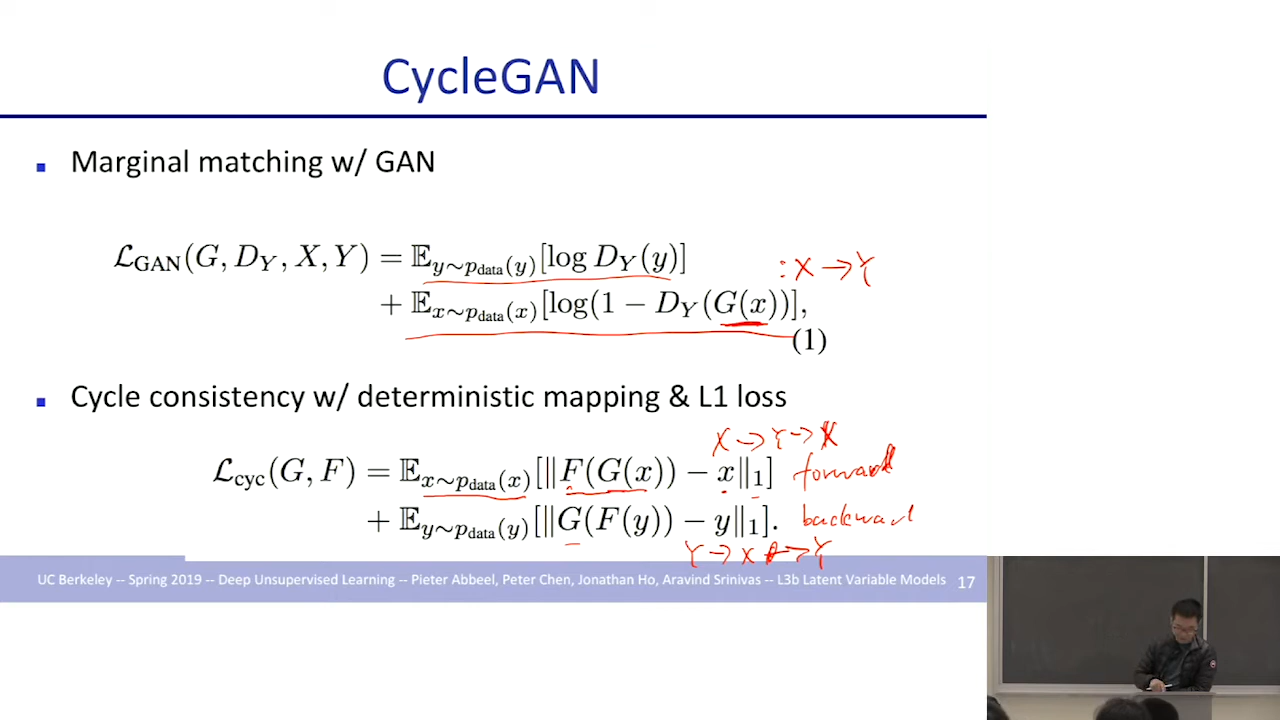 CycleGAN
▪ Marginal matching w/ GAN
ℒ_GAN(G, D_Y, X, Y) = 𝔼_{y∼p_data(y)}[log D_Y(y)]
: X → Y
+ 𝔼_{x∼p_data(x)}[log(1 − D_Y(G(x))],
(1)
▪ Cycle consistency w/ deterministic mapping & L1 loss
X → Y → X
ℒ_cyc(G, F) = 𝔼_{x∼p_data(x)}[‖F(G(x)) − x‖₁] forward
+ 𝔼_{y∼p_data(y)}[‖G(F(y)) − y‖₁]. backward
Y → X → Y
UC Berkeley -- Spring 2019 -- Deep Unsupervised Learning -- Pieter Abbeel, Peter Chen, Jonathan Ho, Aravind Srinivas -- L3b Latent Variable Models 17